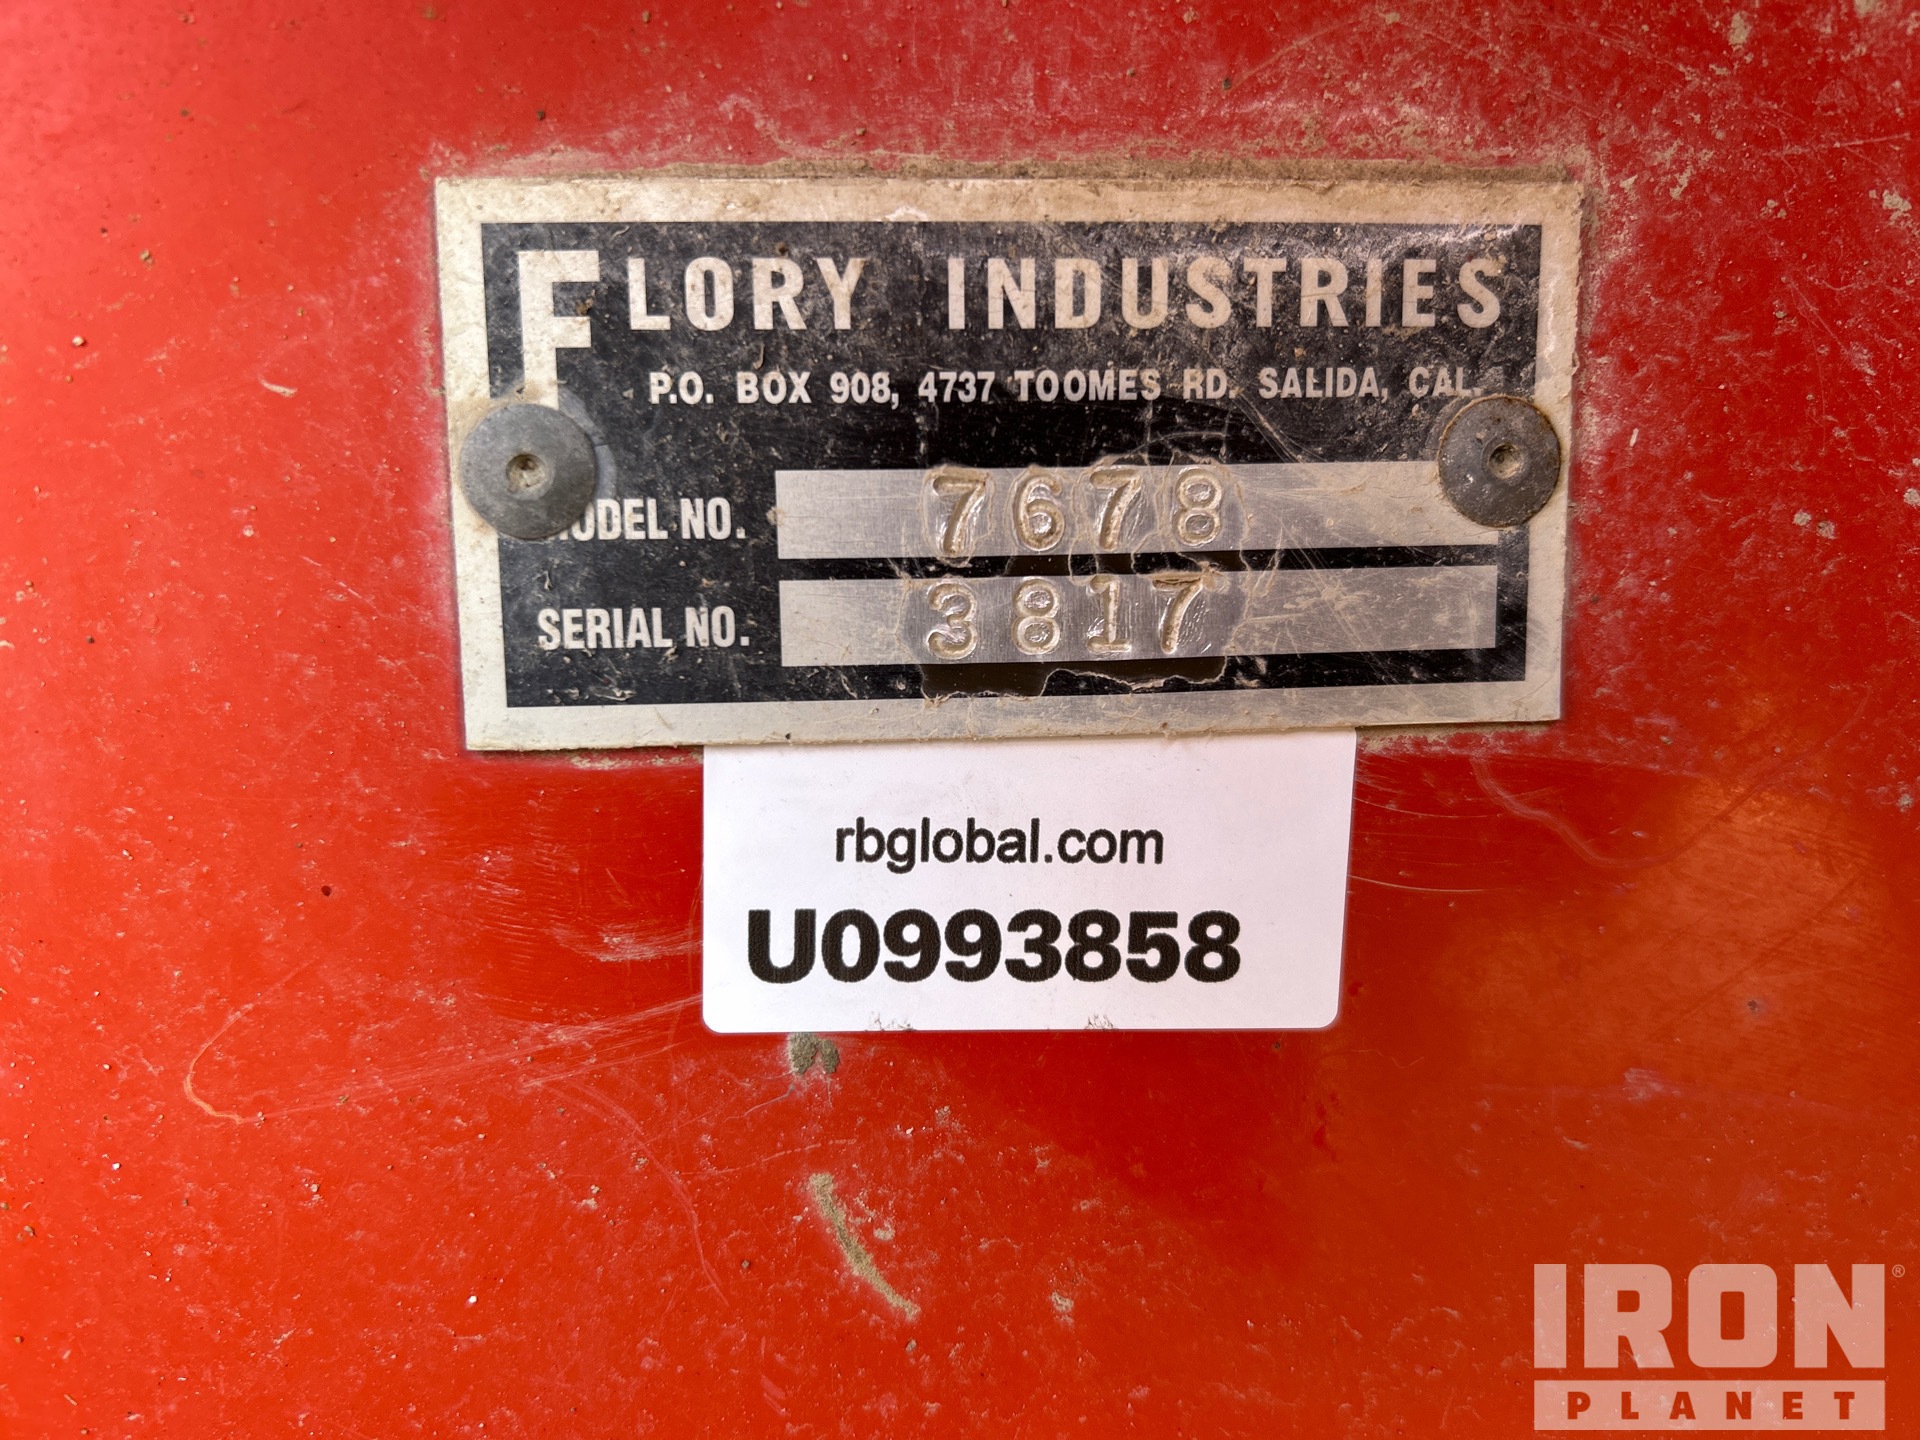 FLORY INDUSTRIES
P.O. BOX 908, 4737 TOOMES RD. SALIDA, CAL.
MODEL NO. 7678
SERIAL NO. 3817
rbglobal.com
U0993858
IRON®
PLANET